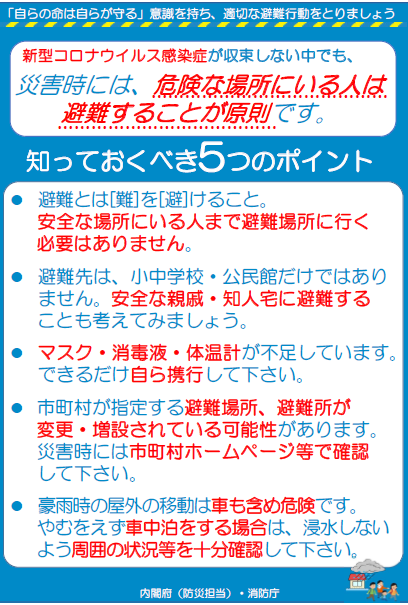 「自らの命は自らが守る」意識を持ち、適切な避難行動をとりましょう
新型コロナウイルス感染症が収束しない中でも、
災害時には、危険な場所にいる人は
避難することが原則です。
知っておくべき5つのポイント
● 避難とは[難]を[避]けること。
安全な場所にいる人まで避難場所に行く
必要はありません。
● 避難先は、小中学校・公民館だけではあり
ません。安全な親戚・知人宅に避難する
ことも考えてみましょう。
● マスク・消毒液・体温計が不足しています。
できるだけ自ら携行して下さい。
● 市町村が指定する避難場所、避難所が
変更・増設されている可能性があります。
災害時には市町村ホームページ等で確認
して下さい。
● 豪雨時の屋外の移動は車も含め危険です。
やむをえず車中泊をする場合は、浸水しない
よう周囲の状況等を十分確認して下さい。
内閣府（防災担当）・消防庁